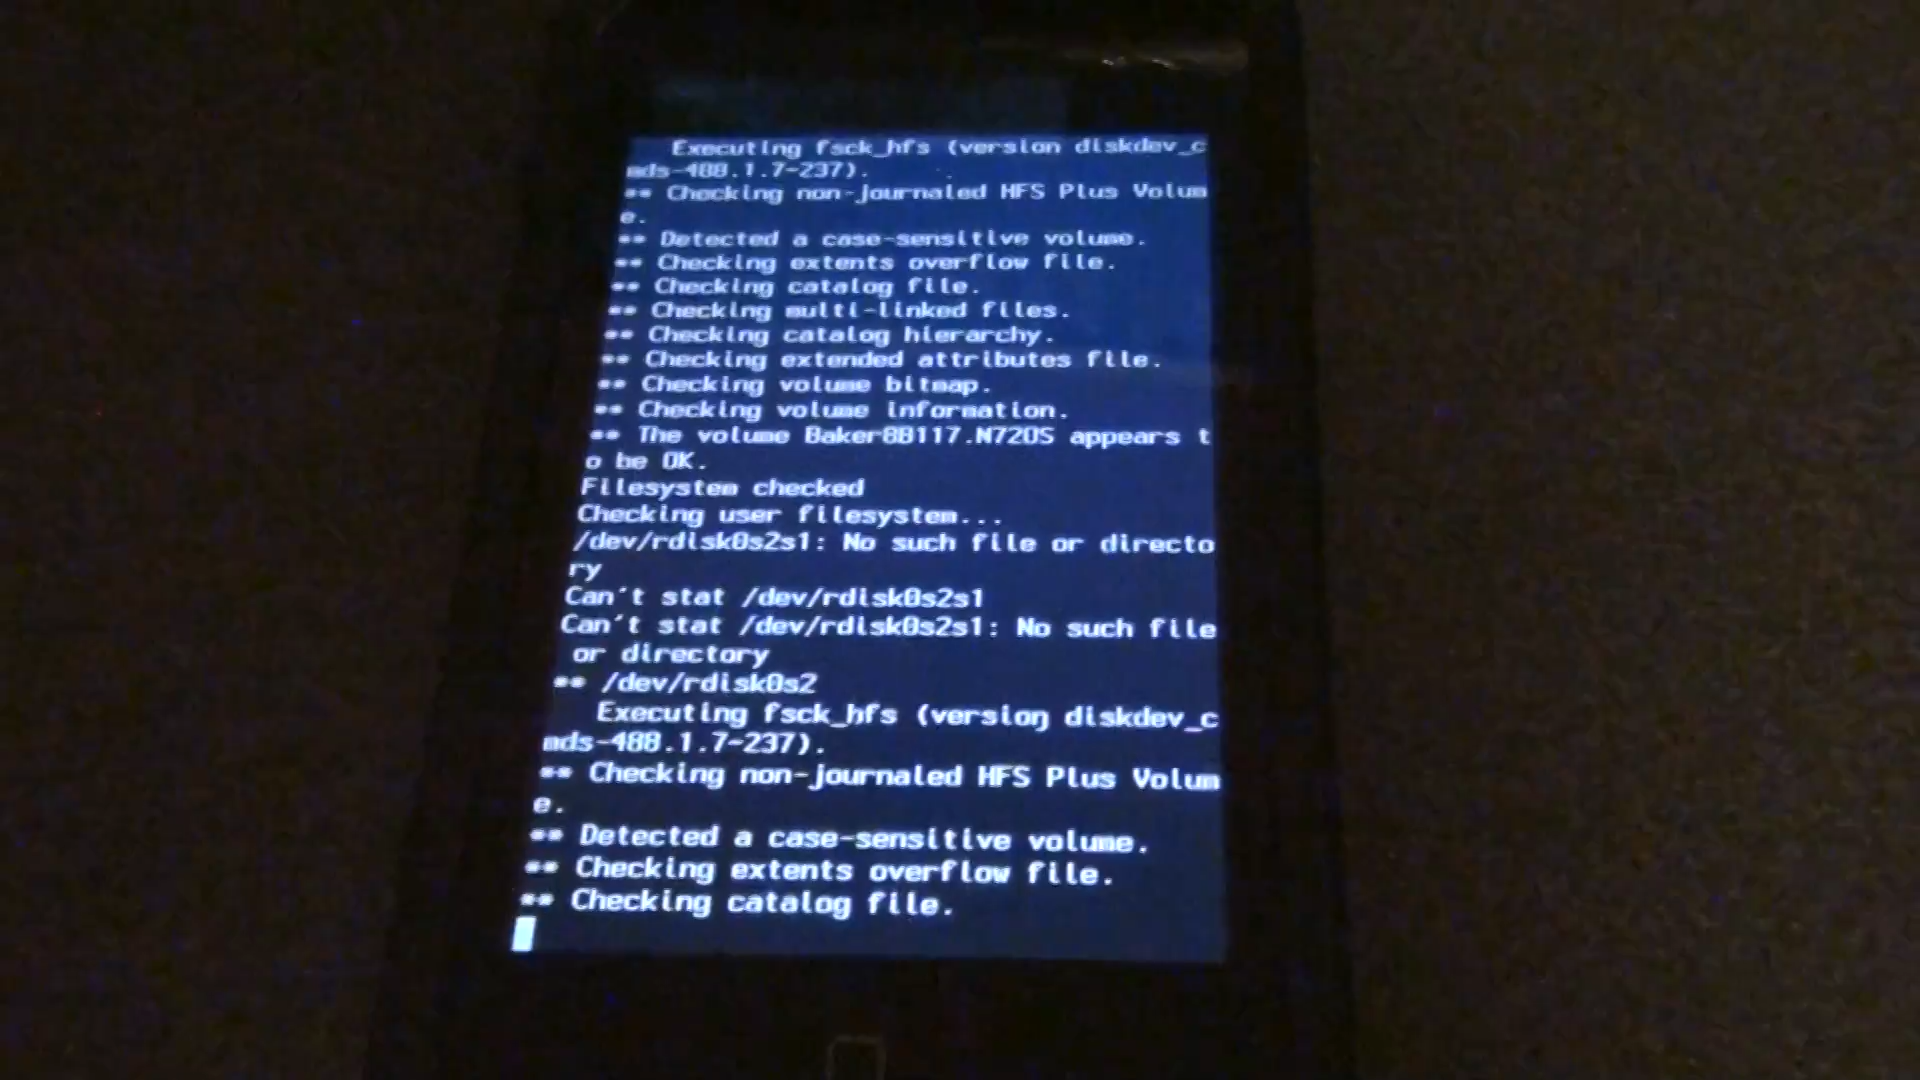 Executing fsck_hfs (version diskdev_c
mds-488.1.7~237).
** Checking non-journaled HFS Plus Volum
e.
** Detected a case-sensitive volume.
** Checking extents overflow file.
** Checking catalog file.
** Checking multi-linked files.
** Checking catalog hierarchy.
** Checking extended attributes file.
** Checking volume bitmap.
** Checking volume information.
** The volume Baker8B117.N72OS appears t
o be OK.
Filesystem checked
Checking user filesystem...
/dev/rdisk0s2s1: No such file or directo
ry
Can't stat /dev/rdisk0s2s1
Can't stat /dev/rdisk0s2s1: No such file
or directory
** /dev/rdisk0s2
Executing fsck_hfs (version diskdev_c
mds-488.1.7~237).
** Checking non-journaled HFS Plus Volum
e.
** Detected a case-sensitive volume.
** Checking extents overflow file.
** Checking catalog file.